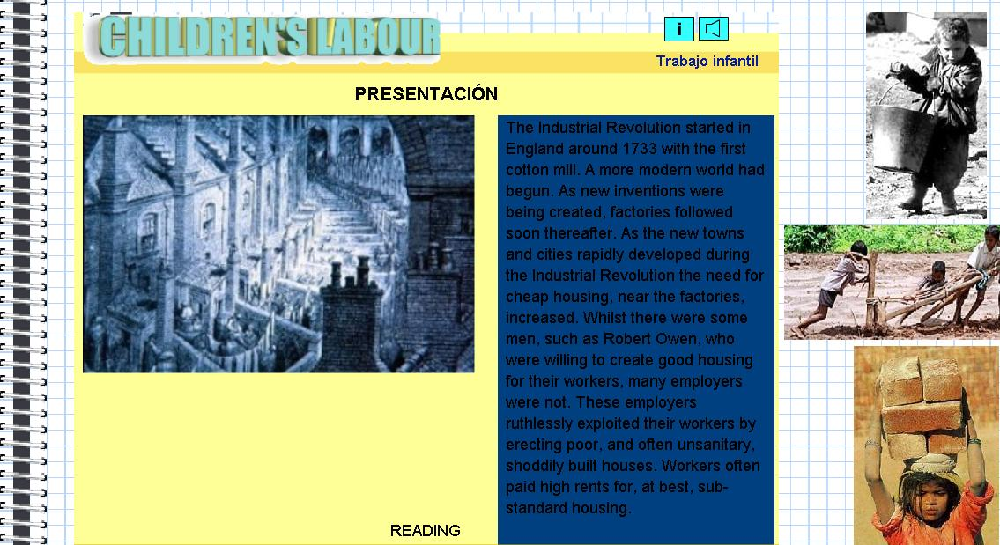 CHILDREN'S LABOUR
i
Trabajo infantil
PRESENTACIÓN
The Industrial Revolution started in
England around 1733 with the first
cotton mill. A more modern world had
begun. As new inventions were
being created, factories followed
soon thereafter. As the new towns
and cities rapidly developed during
the Industrial Revolution the need for
cheap housing, near the factories,
increased. Whilst there were some
men, such as Robert Owen, who
were willing to create good housing
for their workers, many employers
were not. These employers
ruthlessly exploited their workers by
erecting poor, and often unsanitary,
shoddily built houses. Workers often
paid high rents for, at best, sub-
standard housing.
READING